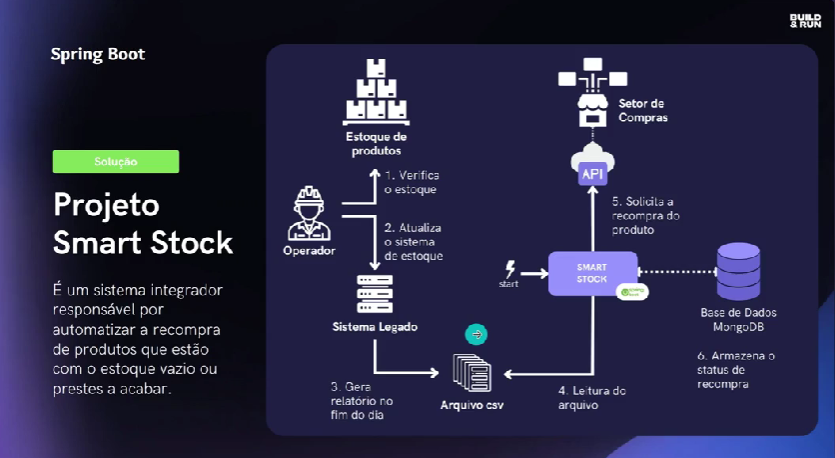 BUILD
& RUN
Spring Boot
Solução
Projeto
Smart Stock
É um sistema integrador
responsável por
automatizar a recompra
de produtos que estão
com o estoque vazio ou
prestes a acabar.
Estoque de
produtos
1. Verifica
o estoque
Operador
2. Atualiza
o sistema
de estoque
Sistema Legado
3. Gera
relatório no
fim do dia
Arquivo csv
4. Leitura do
arquivo
start
SMART
STOCK
5. Solicita a
recompra do
produto
API
Setor de
Compras
Base de Dados
MongoDB
6. Armazena o
status de
recompra